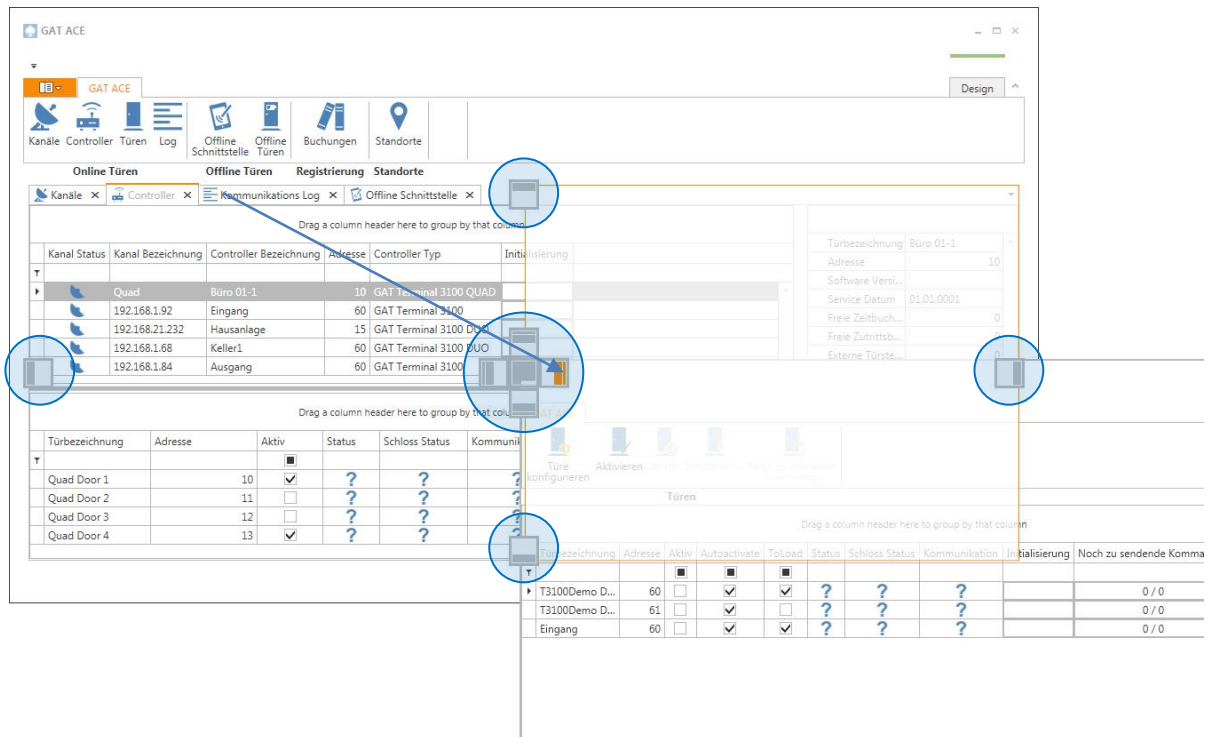 GAT ACE
GAT ACE
Design
Kanäle Controller Türen Log Offline Schnittstelle Offline Türen Buchungen Standorte
Online Türen Offline Türen Registrierung Standorte
Kanäle Controller Kommunikations Log Offline Schnittstelle
Drag a column header here to group by that column
Kanal Status Kanal Bezeichnung Controller Bezeichnung Adresse Controller Typ Initialisierung
Quad Büro 01-1 10 GAT Terminal 3100 QUAD
192.168.1.92 Eingang 60 GAT Terminal 3100
192.168.21.232 Hausanlage 15 GAT Terminal 3100 DUO
192.168.1.68 Keller1 60 GAT Terminal 3100 DUO
192.168.1.84 Ausgang 60 GAT Terminal 3100
Türbezeichnung Büro 01-1
Adresse 10
Software Versi...
Service Datum 01.01.0001
Freie Zeitbuch... 0
Freie Zutrittsb... 0
Externe Türste... 0
Drag a column header here to group by that colu
Türbezeichnung Adresse Aktiv Status Schloss Status Kommunik
Quad Door 1 10 ? ? ?
Quad Door 2 11 ? ? ?
Quad Door 3 12 ? ? ?
Quad Door 4 13 ? ? ?
GAT ACE
Türe konfigurieren Aktivieren
Türen
Drag a column header here to group by that column
Türbezeichnung Adresse Aktiv Autoactivate ToLoad Status Schloss Status Kommunikation Initialisierung Noch zu sendende Komma
T3100Demo D... 60 ? ? ? 0 / 0
T3100Demo D... 61 ? ? ? 0 / 0
Eingang 60 ? ? ? 0 / 0